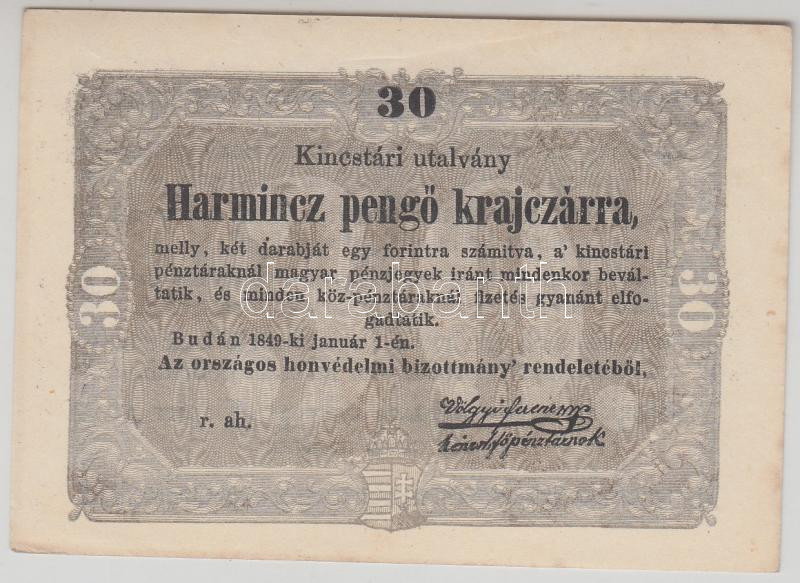 30
Kincstári utalvány
Harmincz pengő krajczárra,
melly, két darabját egy forintra számitva, a' kincstári
pénztáraknál magyar pénzjegyek iránt mindenkor bevál-
tatik, és minden köz-pénztáraknál fizetés gyanánt elfo-
gadtatik.
Budán 1849-ki január 1-én.
Az országos honvédelmi bizottmány' rendeletéből,
r. ah.
30
30
darabanth